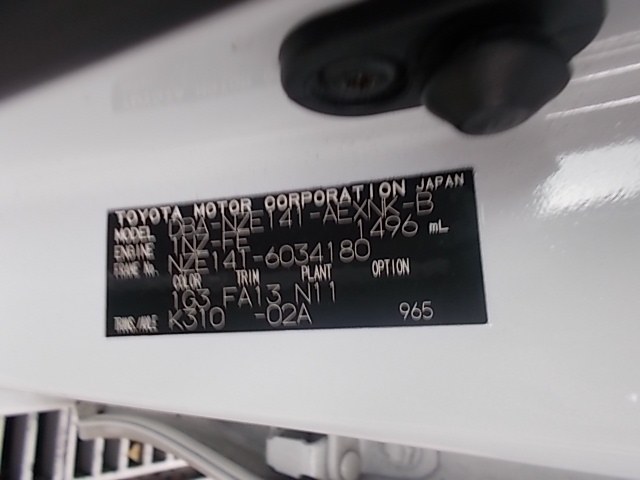 TOYOTA MOTOR CORPORATION JAPAN
MODEL DBA-NZE141-AEXNK-B
ENGINE 1NZ-FE 1496 mL
FRAME No. NZE141-6034180
COLOR TRIM PLANT OPTION
1G3 FA13 N11
TRANS./AXLE K310 -02A 965